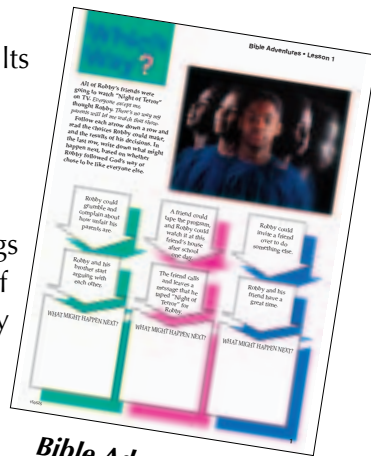 lts
ngs
f
y
Which
Way?
Bible Adventures • Lesson 1
All of Robby's friends were
going to watch "Night of Terror"
on TV. Everyone except me,
thought Robby. There's no way my
parents will let me watch that show.
Follow each arrow down a row and
read the choices Robby could make,
and the results of his decisions. In
the last row, write down what might
happen next, based on whether
Robby followed God's way or
chose to be like everyone else.
Robby could
grumble and
complain about
how unfair his
parents are.
A friend could
tape the program,
and Robby could
watch it at this
friend's house
after school
one day.
Robby could
invite a friend
over to do
something else.
Robby and his
brother start
arguing with
each other.
The friend calls
and leaves a
message that he
taped "Night of
Terror" for
Robby.
Robby and his
friend have a
great time.
WHAT MIGHT HAPPEN NEXT?
WHAT MIGHT HAPPEN NEXT?
WHAT MIGHT HAPPEN NEXT?
1
Bible Ad